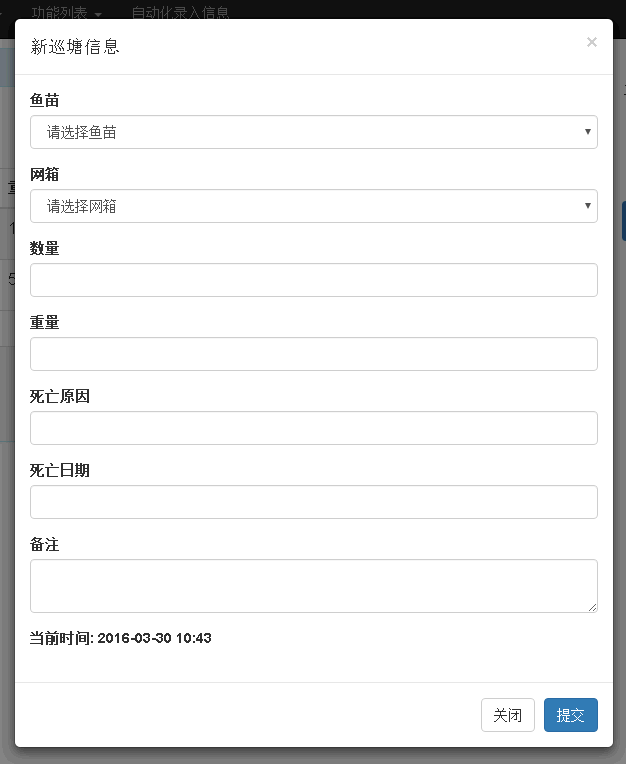 功能列表 自动化录入信息
新巡塘信息 ×
鱼苗
请选择鱼苗
网箱
请选择网箱
数量
重量
死亡原因
死亡日期
备注
当前时间: 2016-03-30 10:43
关闭 提交